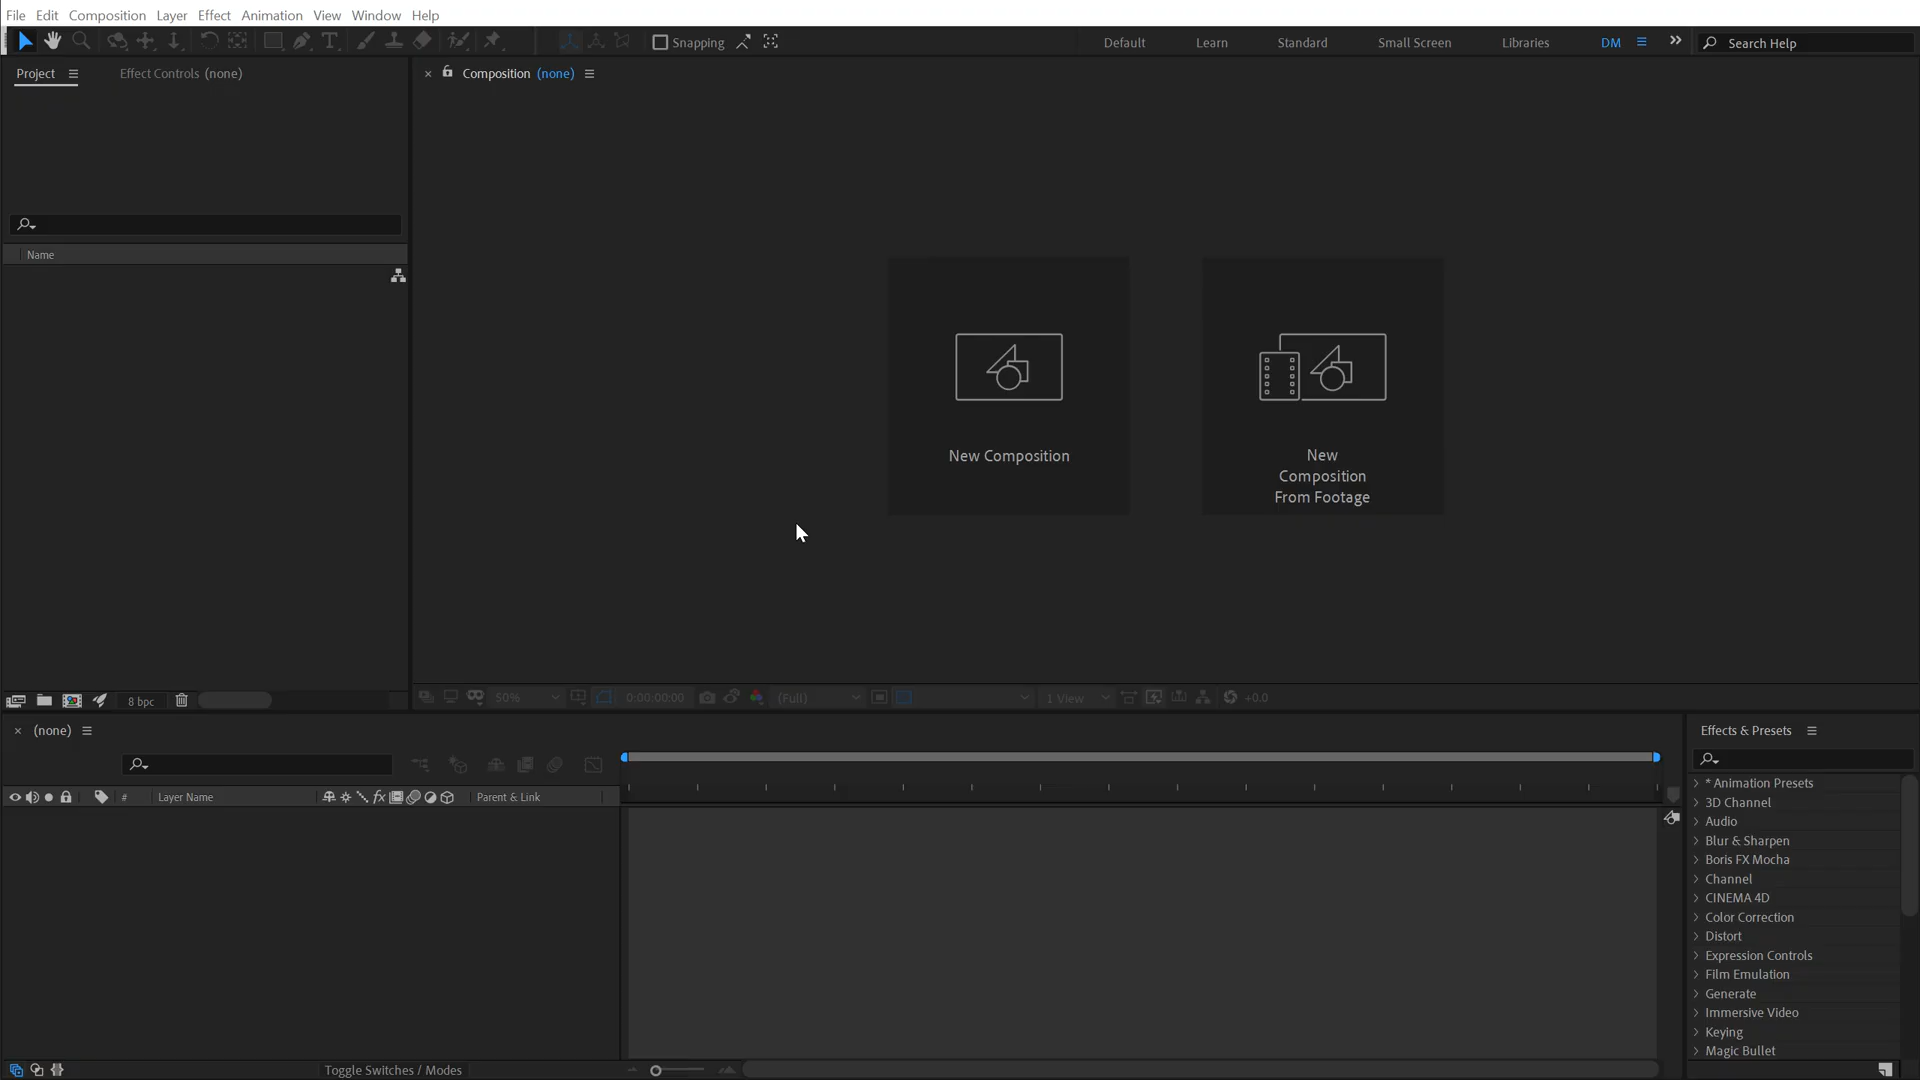 File Edit Composition Layer Effect Animation View Window Help
Snapping Default Learn Standard Small Screen Libraries DM Search Help
Project Effect Controls (none) Composition (none)
Name
New Composition
New
Composition
From Footage
8 bpc 50% 0:00:00:00 (Full) 1 View +0.0
(none) Effects & Presets
# Layer Name fx Parent & Link
* Animation Presets
3D Channel
Audio
Blur & Sharpen
Boris FX Mocha
Channel
CINEMA 4D
Color Correction
Distort
Expression Controls
Film Emulation
Generate
Immersive Video
Keying
Magic Bullet
Toggle Switches / Modes